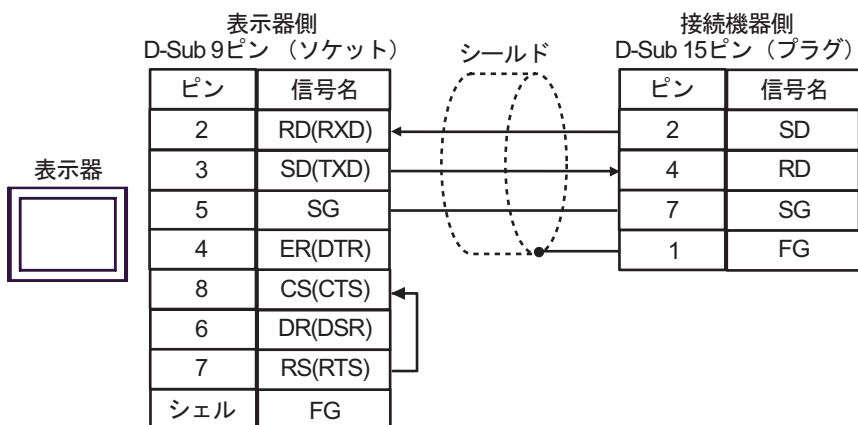 表示器側
D-Sub 9ピン （ソケット）
シールド
接続機器側
D-Sub 15ピン（プラグ）
ピン 信号名
ピン 信号名
2 RD(RXD)
2 SD
表示器
3 SD(TXD)
4 RD
5 SG
7 SG
4 ER(DTR)
1 FG
8 CS(CTS)
6 DR(DSR)
7 RS(RTS)
シェル FG